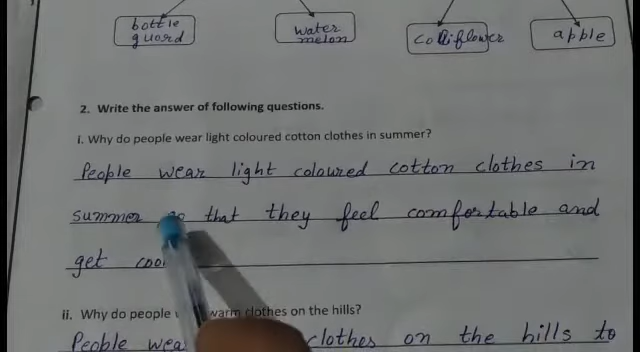 bottle guard
water melon
colliflower
apple
2. Write the answer of following questions.
i. Why do people wear light coloured cotton clothes in summer?
People wear light coloured cotton clothes in
summer so that they feel comfortable and
get cool
ii. Why do people warm clothes on the hills?
People wear clothes on the hills to